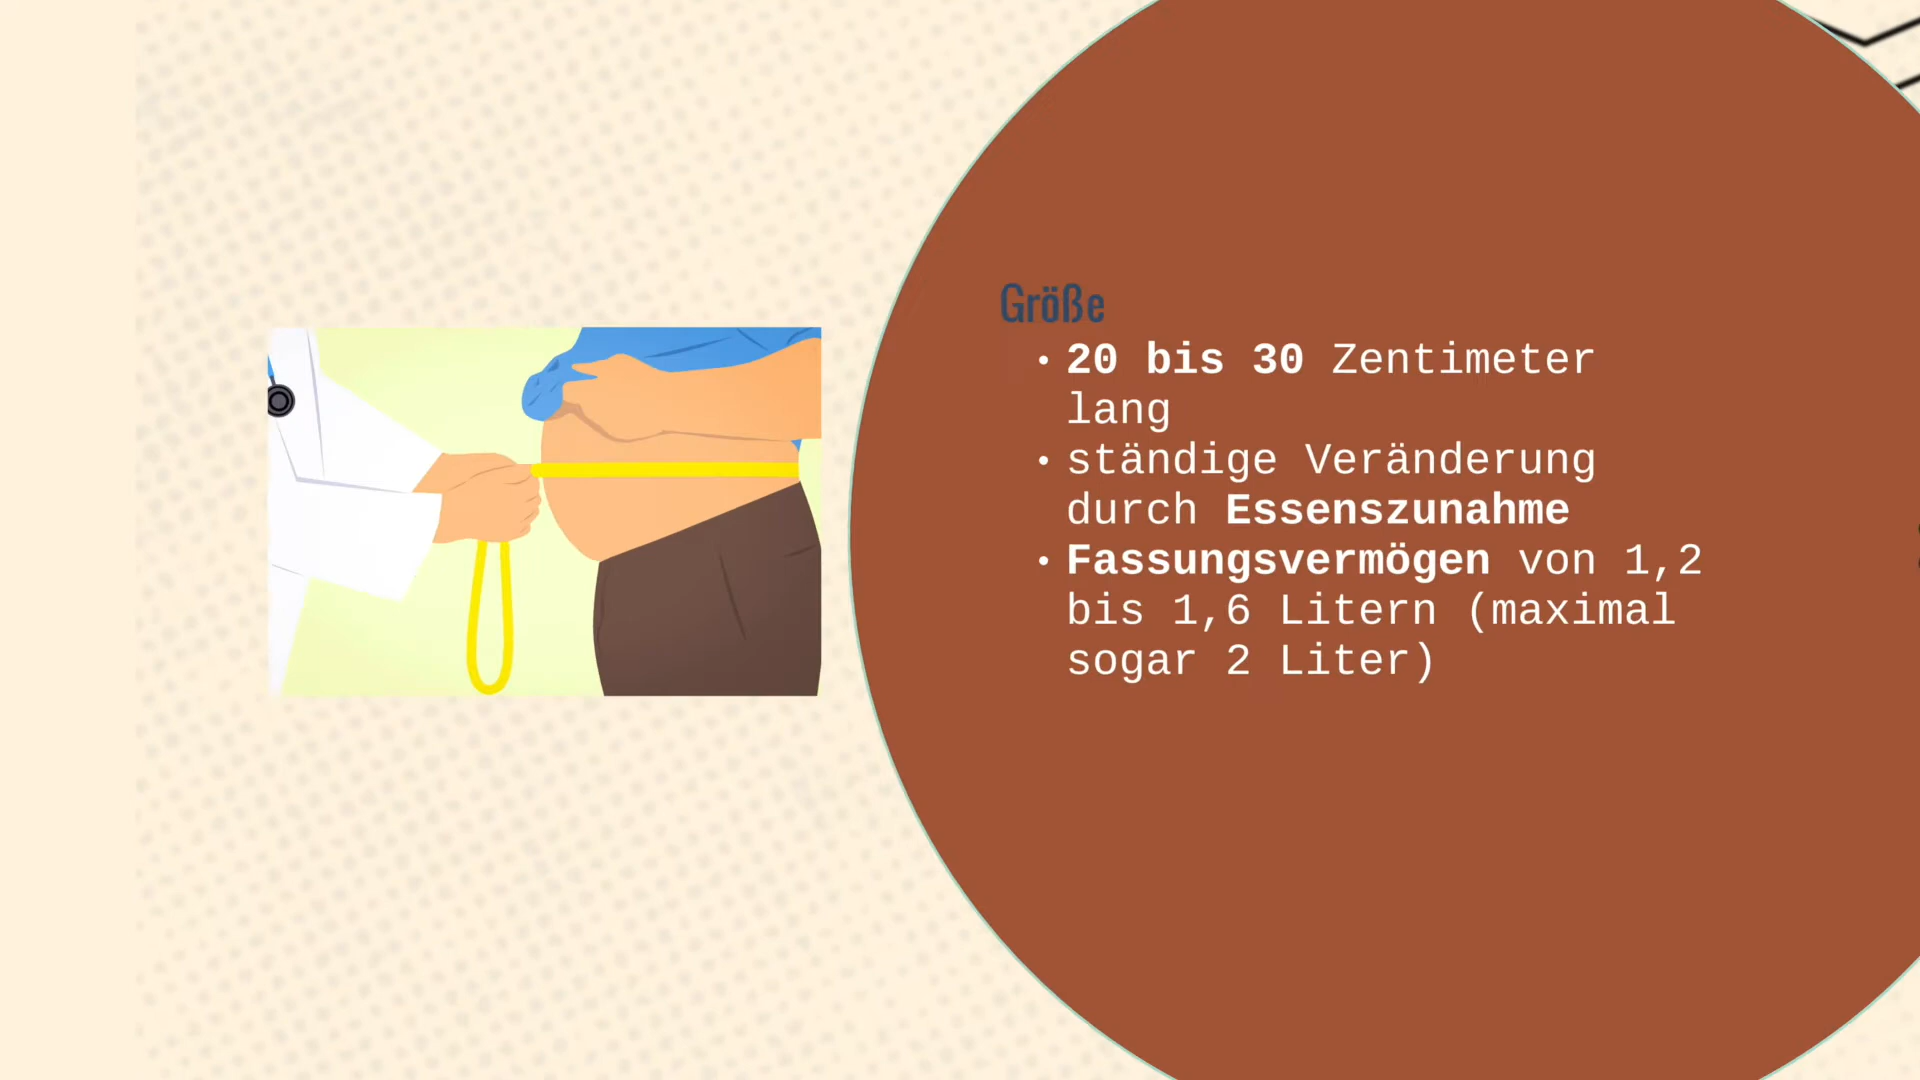 Größe
• 20 bis 30 Zentimeter
lang
• ständige Veränderung
durch Essenszunahme
• Fassungsvermögen von 1,2
bis 1,6 Litern (maximal
sogar 2 Liter)